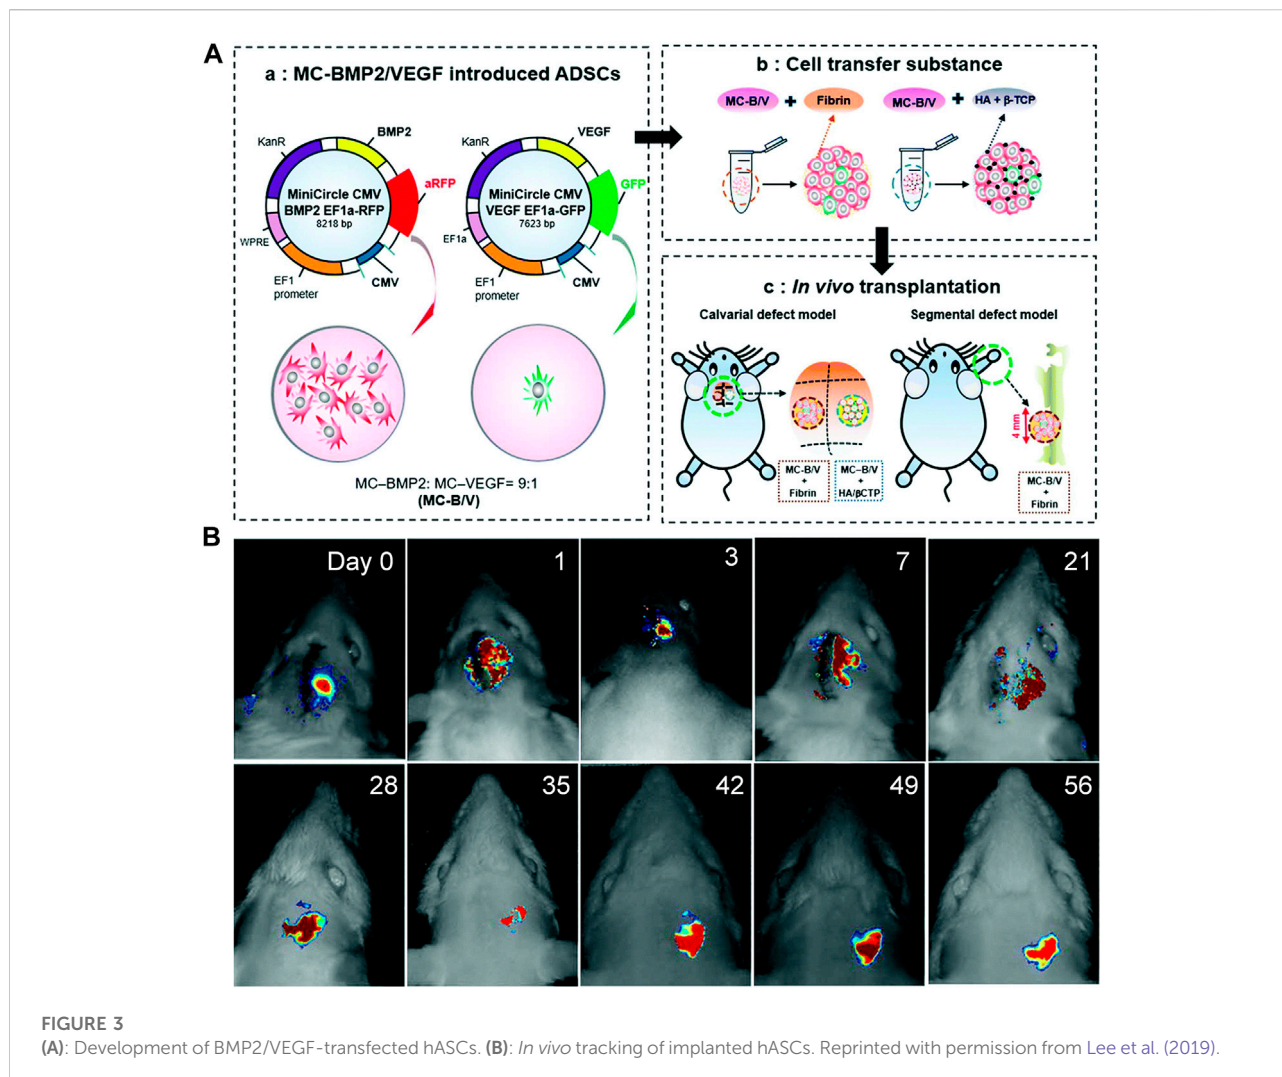 A
a : MC-BMP2/VEGF introduced ADSCs
KanR
BMP2
aRFP
MiniCircle CMV
BMP2 EF1a-RFP
8218 bp
WPRE
EF1
prometer
CMV
KanR
VEGF
GFP
MiniCircle CMV
VEGF EF1a-GFP
7623 bp
EF1a
EF1
prometer
CMV
MC–BMP2: MC–VEGF= 9:1
(MC-B/V)
b : Cell transfer substance
MC-B/V + Fibrin
MC-B/V + HA + β-TCP
c : In vivo transplantation
Calvarial defect model
Segmental defect model
MC-B/V
+
Fibrin
MC–B/V
+
HA/βCTP
4 mm
MC-B/V
+
Fibrin
B
Day 0
1
3
7
21
28
35
42
49
56
FIGURE 3
(A): Development of BMP2/VEGF-transfected hASCs. (B): In vivo tracking of implanted hASCs. Reprinted with permission from Lee et al. (2019).